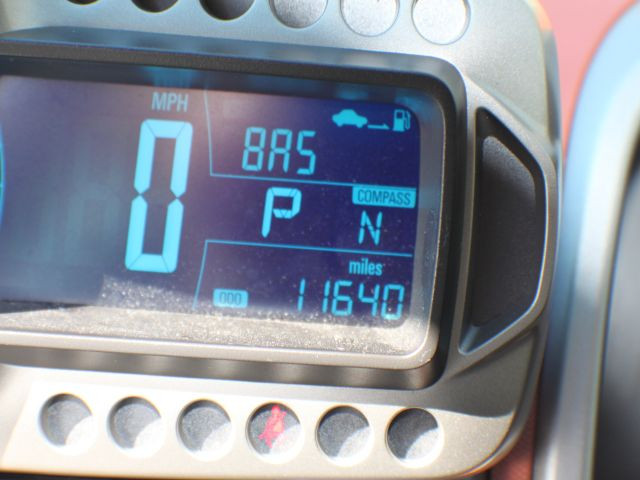 MPH
8A5
0
P
COMPASS
N
miles
ODO
11640